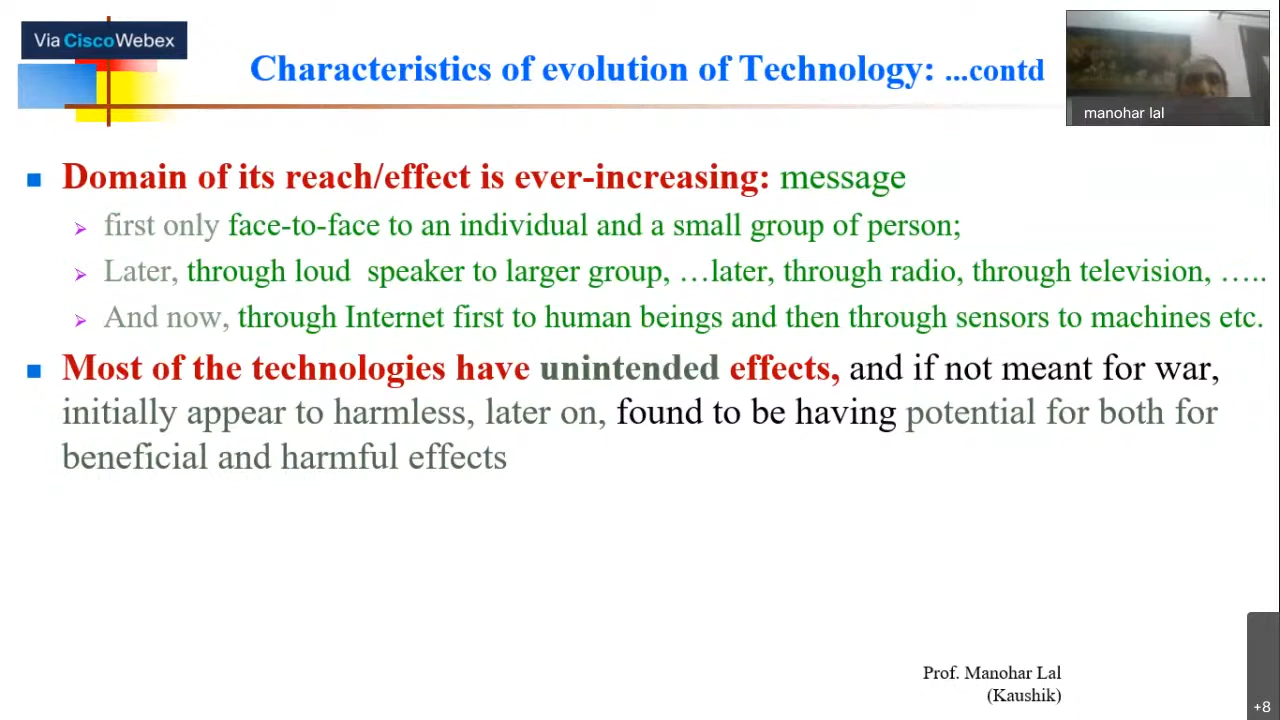 Via Cisco Webex
Characteristics of evolution of Technology: ...contd
manohar lal
Domain of its reach/effect is ever-increasing: message
first only face-to-face to an individual and a small group of person;
Later, through loud speaker to larger group, …later, through radio, through television, …..
And now, through Internet first to human beings and then through sensors to machines etc.
Most of the technologies have unintended effects, and if not meant for war,
initially appear to harmless, later on, found to be having potential for both for
beneficial and harmful effects
Prof. Manohar Lal
(Kaushik)
+8